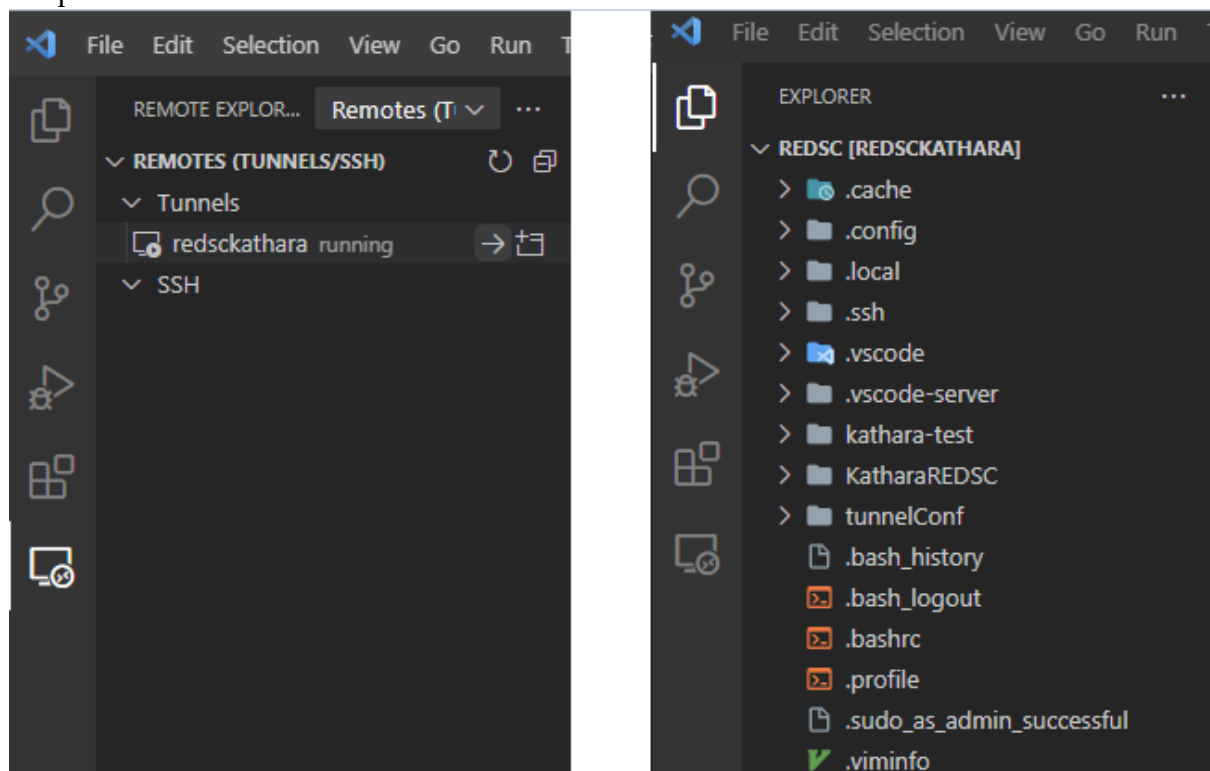 File Edit Selection View Go Run
REMOTE EXPLOR... Remotes (T
REMOTES (TUNNELS/SSH)
Tunnels
redsckathara running
SSH
File Edit Selection View Go Run
EXPLORER
REDSC [REDSCKATHARA]
.cache
.config
.local
.ssh
.vscode
.vscode-server
kathara-test
KatharaREDSC
tunnelConf
.bash_history
.bash_logout
.bashrc
.profile
.sudo_as_admin_successful
.viminfo